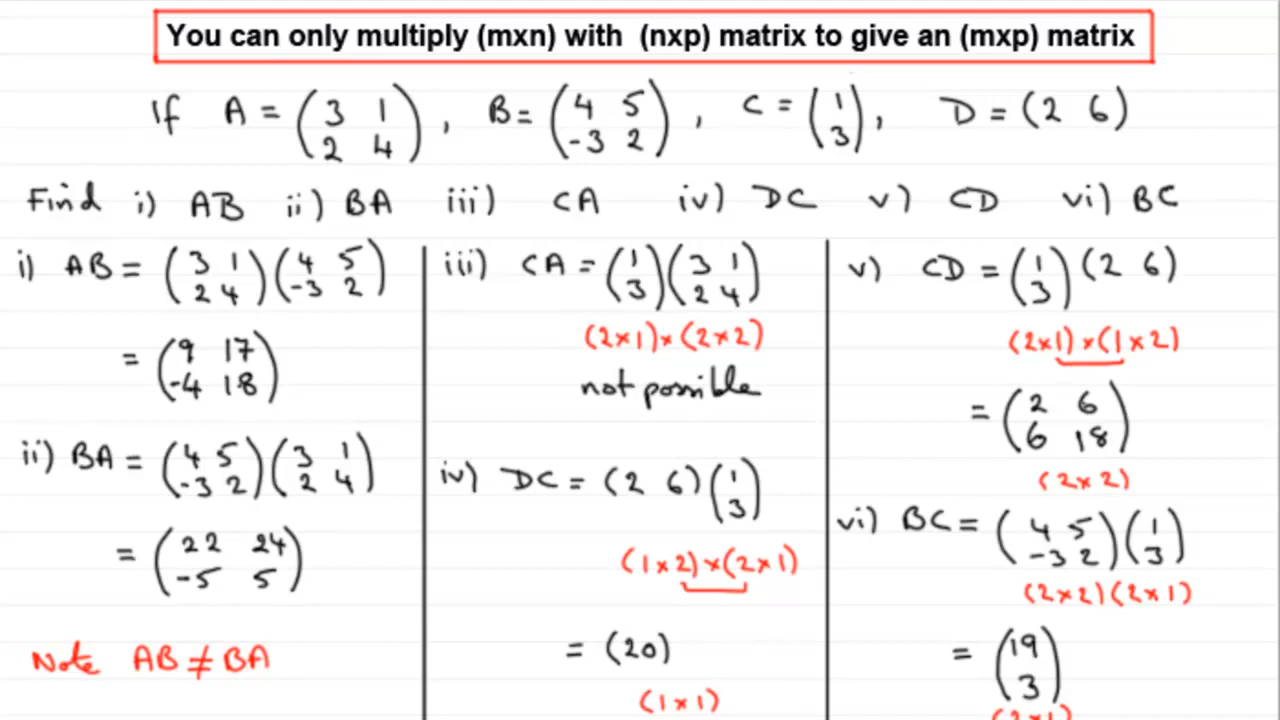 You can only multiply (mxn) with (nxp) matrix to give an (mxp) matrix
If A = (3 1 , B = (4 5 , C = (1 , D = (2 6)
2 4) -3 2) 3)
Find i) AB ii) BA iii) CA iv) DC v) CD vi) BC
i) AB = (3 1 (4 5
2 4) -3 2)
= (9 17
-4 18)
ii) BA = (4 5 (3 1
-3 2) 2 4)
= (22 24
-5 5)
Note AB ≠ BA
iii) CA = (1 (3 1
3) 2 4)
(2×1)×(2×2)
not possible
iv) DC = (2 6) (1
3)
(1×2)×(2×1)
= (20)
(1×1)
v) CD = (1 (2 6)
3)
(2×1)×(1×2)
= (2 6
6 18)
(2×2)
vi) BC = (4 5 (1
-3 2) 3)
(2×2)(2×1)
= (19
3)
(2×1)